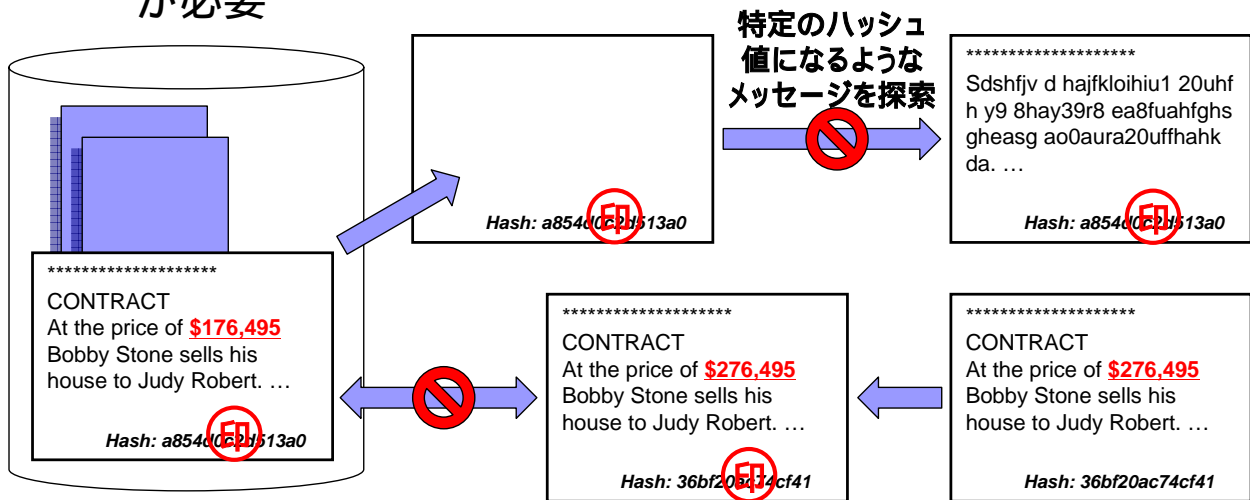 が必要
特定のハッシュ
値になるような
メッセージを探索
Hash: a854d0c2d513a0
印
********************
Sdshfjv d hajfkloihiu1 20uhf
h y9 8hay39r8 ea8fuahfghs
gheasg ao0aura20uffhahk
da. …
Hash: a854d0c2d513a0
印
********************
CONTRACT
At the price of $176,495
Bobby Stone sells his
house to Judy Robert. …
Hash: a854d0c2d513a0
印
********************
CONTRACT
At the price of $276,495
Bobby Stone sells his
house to Judy Robert. …
Hash: 36bf20ac74cf41
印
********************
CONTRACT
At the price of $276,495
Bobby Stone sells his
house to Judy Robert. …
Hash: 36bf20ac74cf41